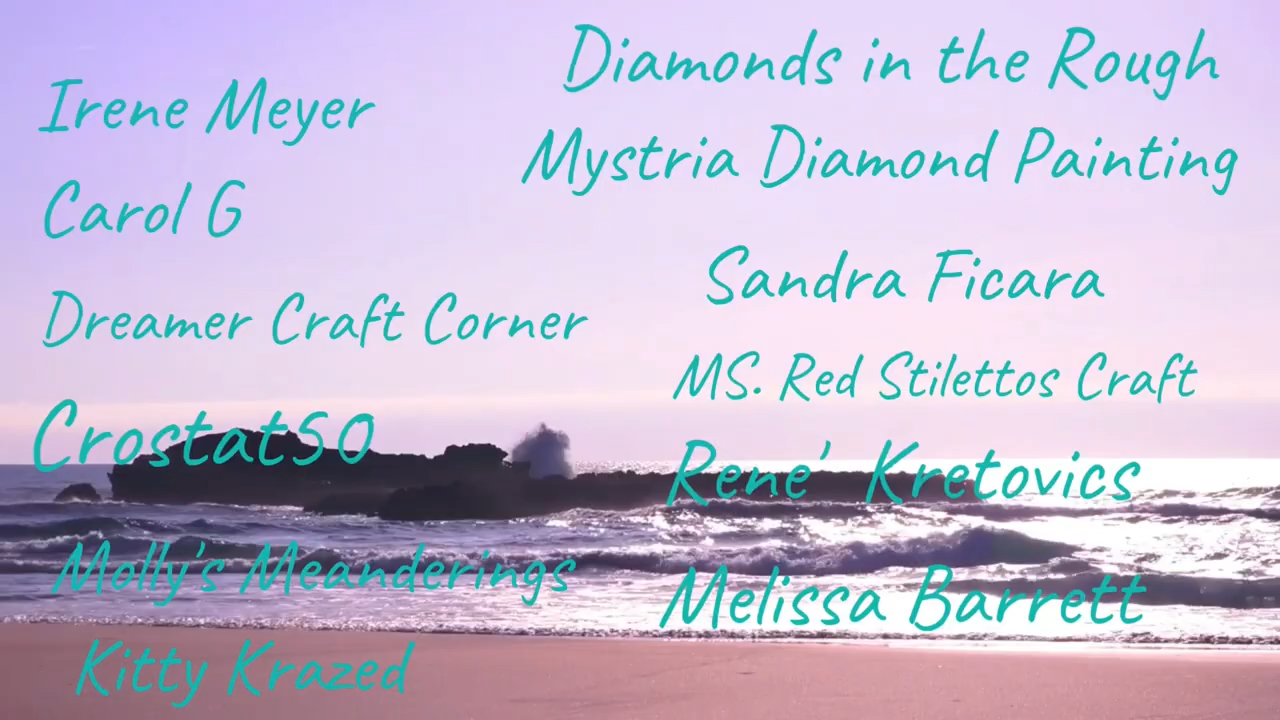 Irene Meyer
Carol G
Dreamer Craft Corner
Crostat50
Molly's Meanderings
Kitty Krazed
Diamonds in the Rough
Mystria Diamond Painting
Sandra Ficara
MS. Red Stilettos Craft
Rene' Kretovics
Melissa Barrett